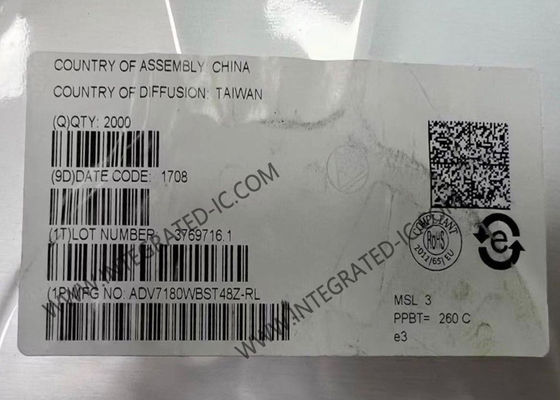 COUNTRY OF ASSEMBLY: CHINA
COUNTRY OF DIFFUSION: TAIWAN
(Q)QTY: 2000
(9D)DATE CODE: 1708
(1T)LOT NUMBER: 3769716.1
(1P)MFG NO: ADV7180WBST48Z-RL
COMPLIANT
RoHS
2011/65/EU
e
MSL 3
PPBT= 260 C
e3
WWW.INTEGRATED-IC.COM
WWW.INTEGRATED-IC.COM